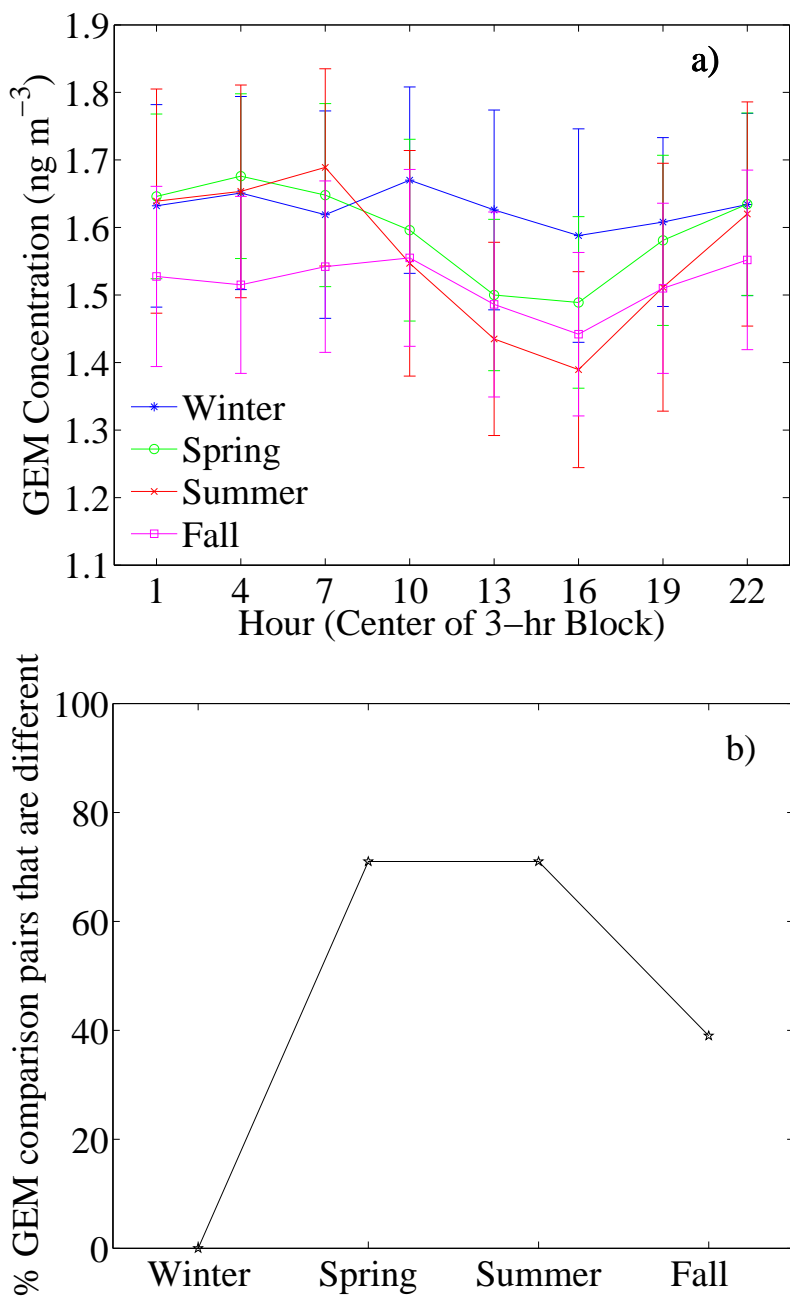 1.9
a)
1.8
1.7
1.6
1.5
1.4
1.3
1.2
1.1
GEM Concentration (ng m−3)
Winter
Spring
Summer
Fall
1 4 7 10 13 16 19 22
Hour (Center of 3−hr Block)
100
b)
80
60
40
20
0
% GEM comparison pairs that are different
Winter Spring Summer Fall